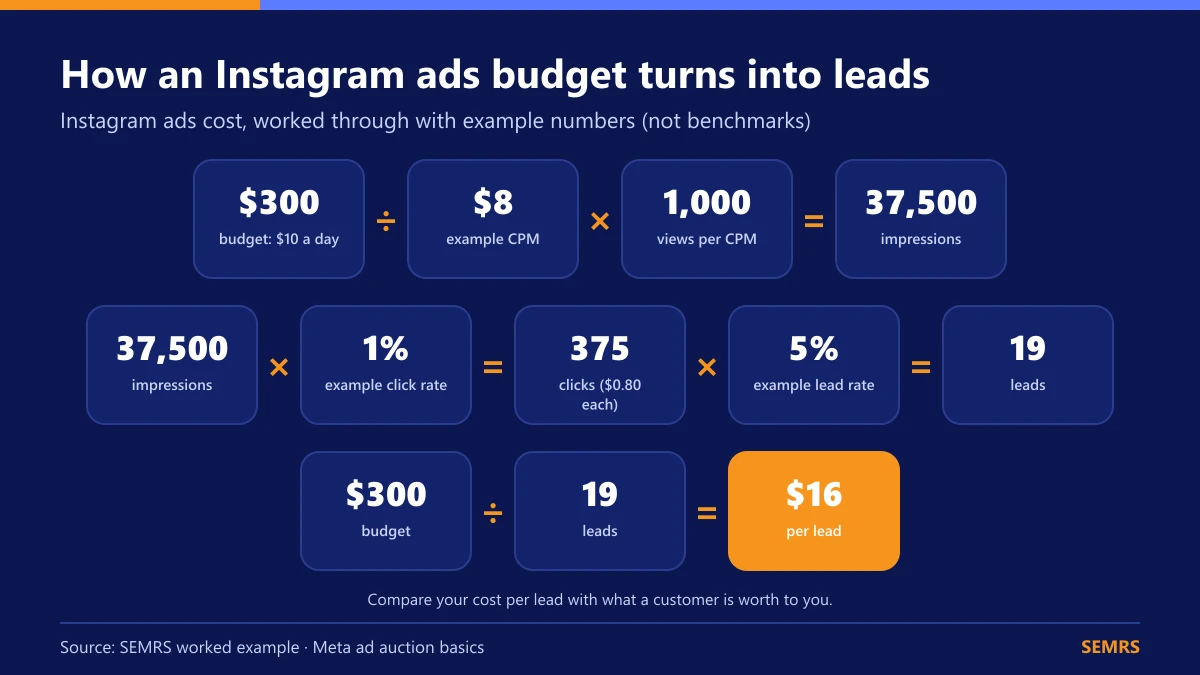 How an Instagram ads budget turns into leads
Instagram ads cost, worked through with example numbers (not benchmarks)
$300 ÷ $8 × 1,000 = 37,500
budget: $10 a day example CPM views per CPM impressions
37,500 × 1% = 375 × 5% = 19
impressions example click rate clicks ($0.80 each) example lead rate leads
$300 ÷ 19 = $16
budget leads per lead
Compare your cost per lead with what a customer is worth to you.
Source: SEMRS worked example · Meta ad auction basics
SEMRS